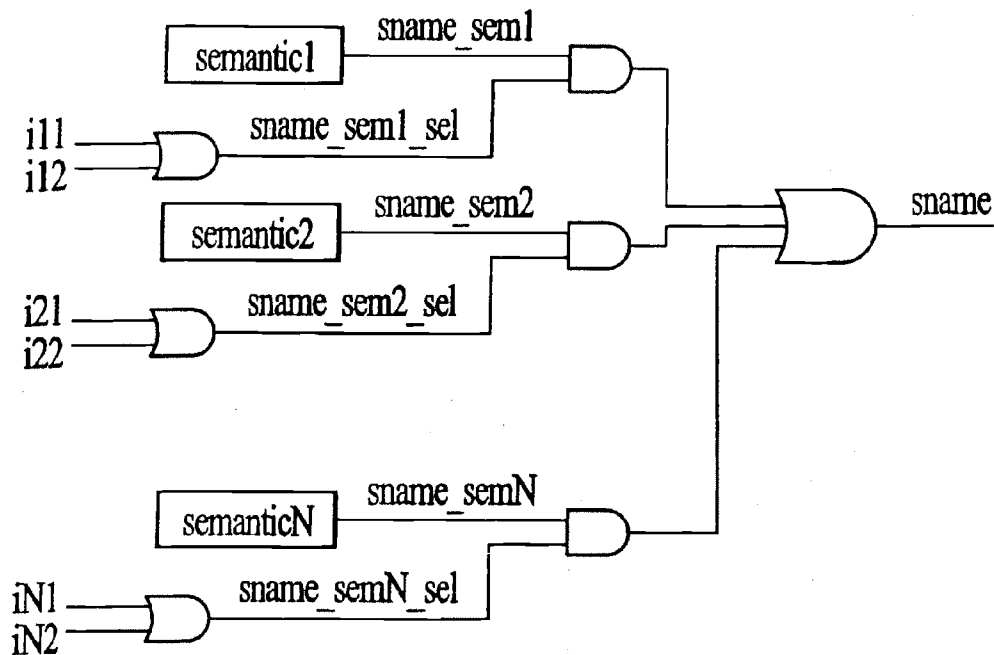 sname_sem1
semantic1
i11
sname_sem1_sel
i12
sname_sem2
sname
semantic2
i21
sname_sem2_sel
i22
sname_semN
semanticN
iN1
sname_semN_sel
iN2